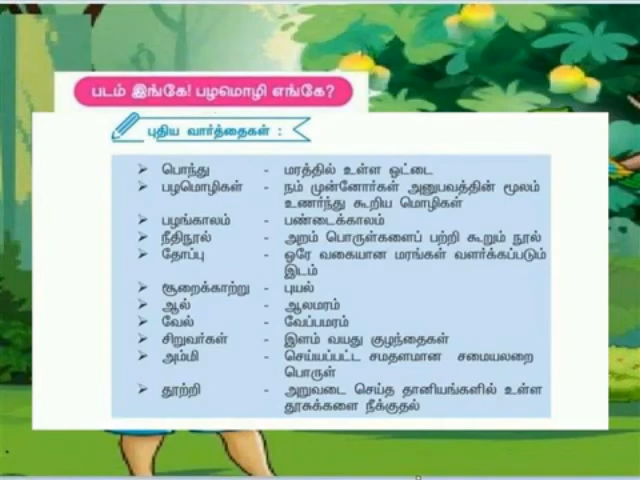 படம் இங்கே! பழமொழி எங்கே?
புதிய வார்த்தைகள் :
➤ பொந்து - மரத்தில் உள்ள ஓட்டை
➤ பழமொழிகள் - நம் முன்னோர்கள் அனுபவத்தின் மூலம்
உணர்ந்து கூறிய மொழிகள்
➤ பழங்காலம் - பண்டைக்காலம்
➤ நீதிநூல் - அறம் பொருள்களைப் பற்றி கூறும் நூல்
➤ தோப்பு - ஒரே வகையான மரங்கள் வளர்க்கப்படும்
இடம்
➤ சூறைக்காற்று - புயல்
➤ ஆல் - ஆலமரம்
➤ வேல் - வேப்பமரம்
➤ சிறுவர்கள் - இளம் வயது குழந்தைகள்
➤ அம்மி - செய்யப்பட்ட சமதளமான சமையலறை
பொருள்
➤ தூற்றி - அறுவடை செய்த தானியங்களில் உள்ள
தூசுக்களை நீக்குதல்